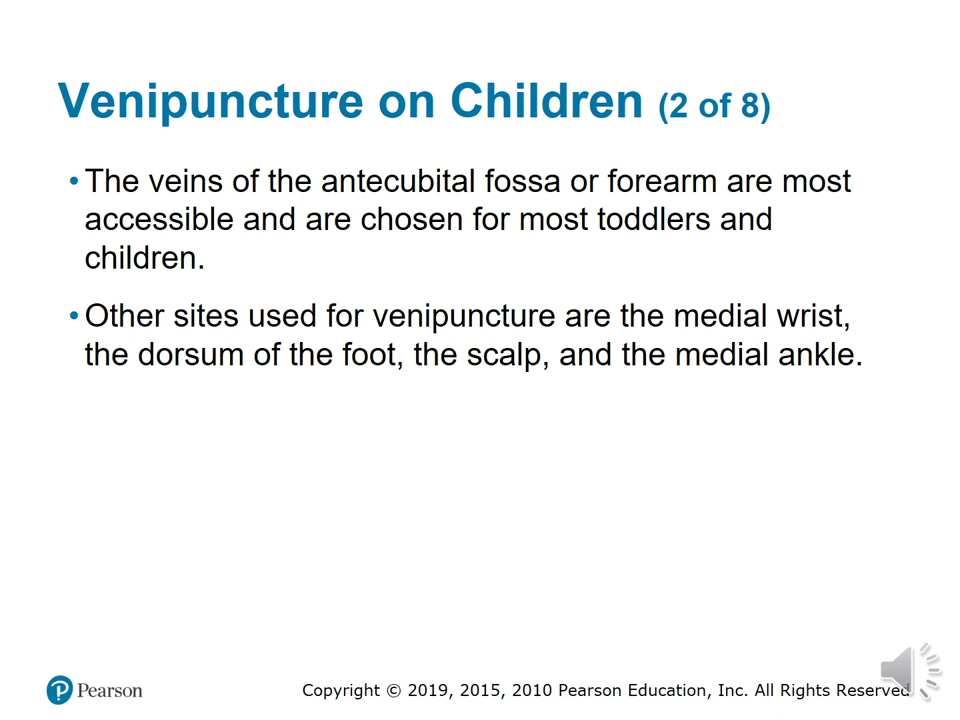 Venipuncture on Children (2 of 8)
• The veins of the antecubital fossa or forearm are most
accessible and are chosen for most toddlers and
children.
• Other sites used for venipuncture are the medial wrist,
the dorsum of the foot, the scalp, and the medial ankle.
Pearson
Copyright © 2019, 2015, 2010 Pearson Education, Inc. All Rights Reserved